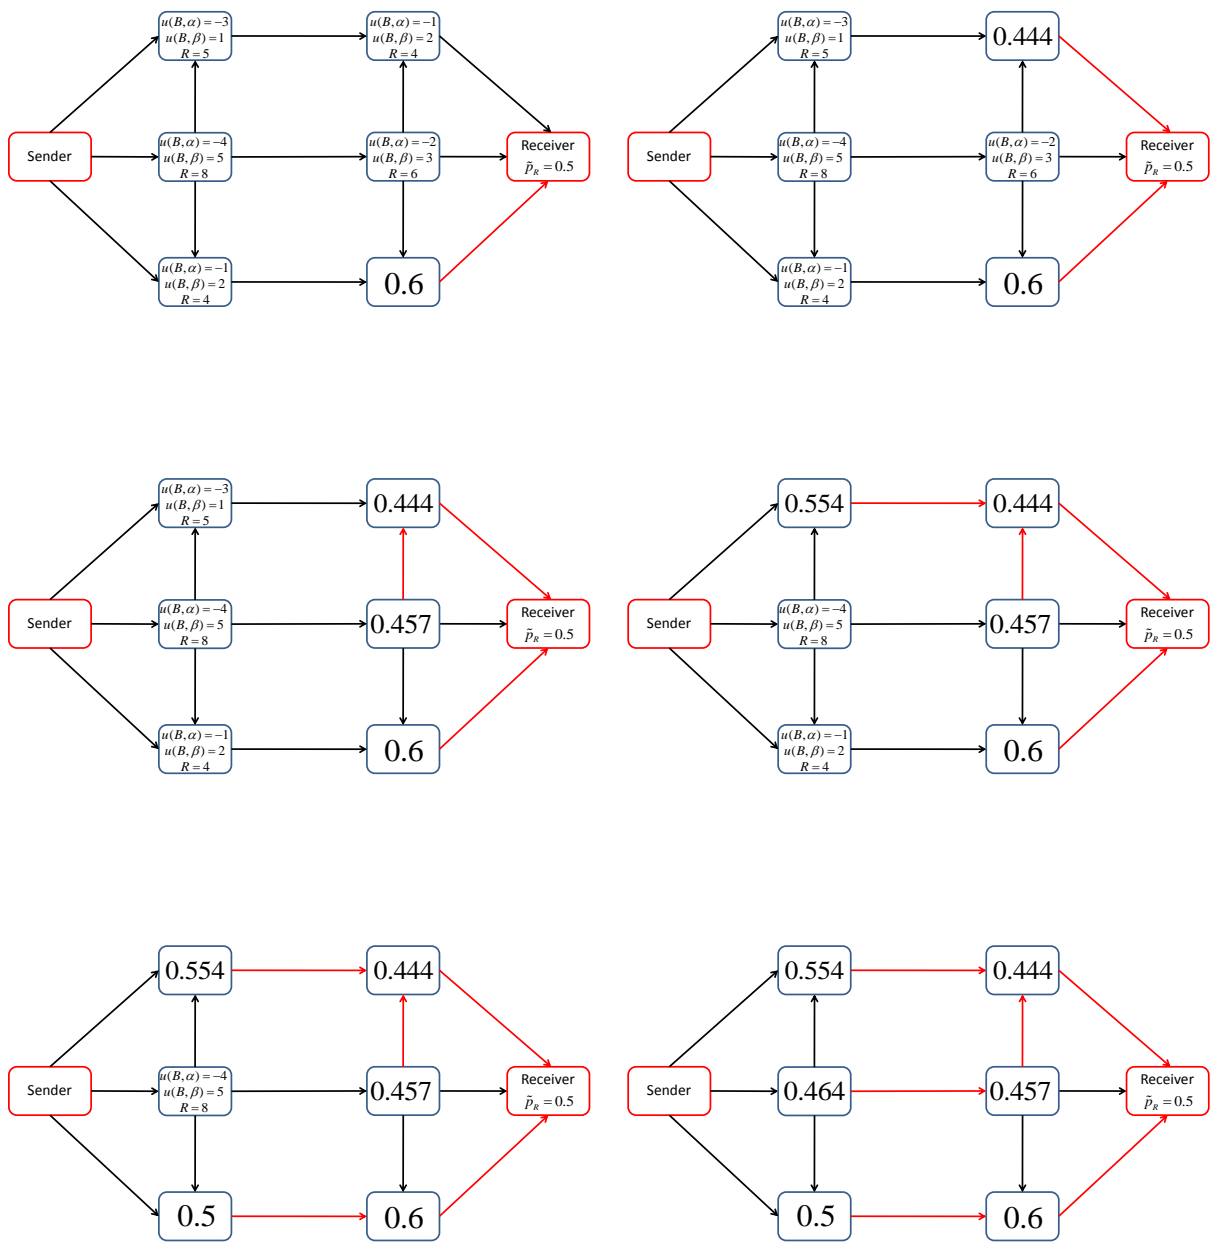 u(B,α)=−3
u(B,β)=1
R=5
u(B,α)=−1
u(B,β)=2
R=4
Sender
u(B,α)=−4
u(B,β)=5
R=8
u(B,α)=−2
u(B,β)=3
R=6
Receiver
p̃_R=0.5
u(B,α)=−1
u(B,β)=2
R=4
0.6
u(B,α)=−3
u(B,β)=1
R=5
0.444
Sender
u(B,α)=−4
u(B,β)=5
R=8
u(B,α)=−2
u(B,β)=3
R=6
Receiver
p̃_R=0.5
u(B,α)=−1
u(B,β)=2
R=4
0.6
u(B,α)=−3
u(B,β)=1
R=5
0.444
Sender
u(B,α)=−4
u(B,β)=5
R=8
0.457
Receiver
p̃_R=0.5
u(B,α)=−1
u(B,β)=2
R=4
0.6
0.554
0.444
Sender
u(B,α)=−4
u(B,β)=5
R=8
0.457
Receiver
p̃_R=0.5
u(B,α)=−1
u(B,β)=2
R=4
0.6
0.554
0.444
Sender
u(B,α)=−4
u(B,β)=5
R=8
0.457
Receiver
p̃_R=0.5
0.5
0.6
0.554
0.444
Sender
0.464
0.457
Receiver
p̃_R=0.5
0.5
0.6